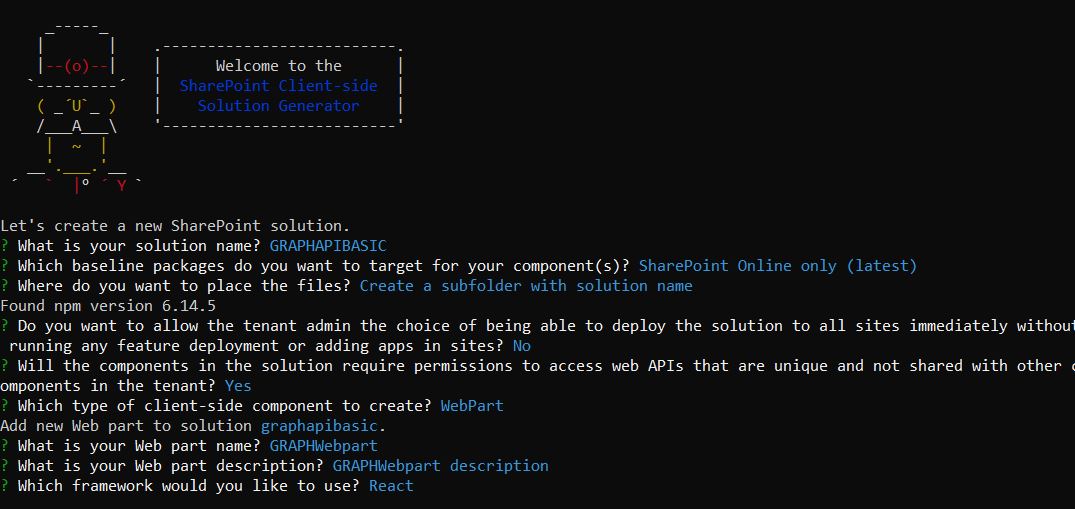 Welcome to the
SharePoint Client-side
Solution Generator
Let's create a new SharePoint solution.
? What is your solution name? GRAPHAPIBASIC
? Which baseline packages do you want to target for your component(s)? SharePoint Online only (latest)
? Where do you want to place the files? Create a subfolder with solution name
Found npm version 6.14.5
? Do you want to allow the tenant admin the choice of being able to deploy the solution to all sites immediately without
running any feature deployment or adding apps in sites? No
? Will the components in the solution require permissions to access web APIs that are unique and not shared with other c
omponents in the tenant? Yes
? Which type of client-side component to create? WebPart
Add new Web part to solution graphapibasic.
? What is your Web part name? GRAPHWebpart
? What is your Web part description? GRAPHWebpart description
? Which framework would you like to use? React